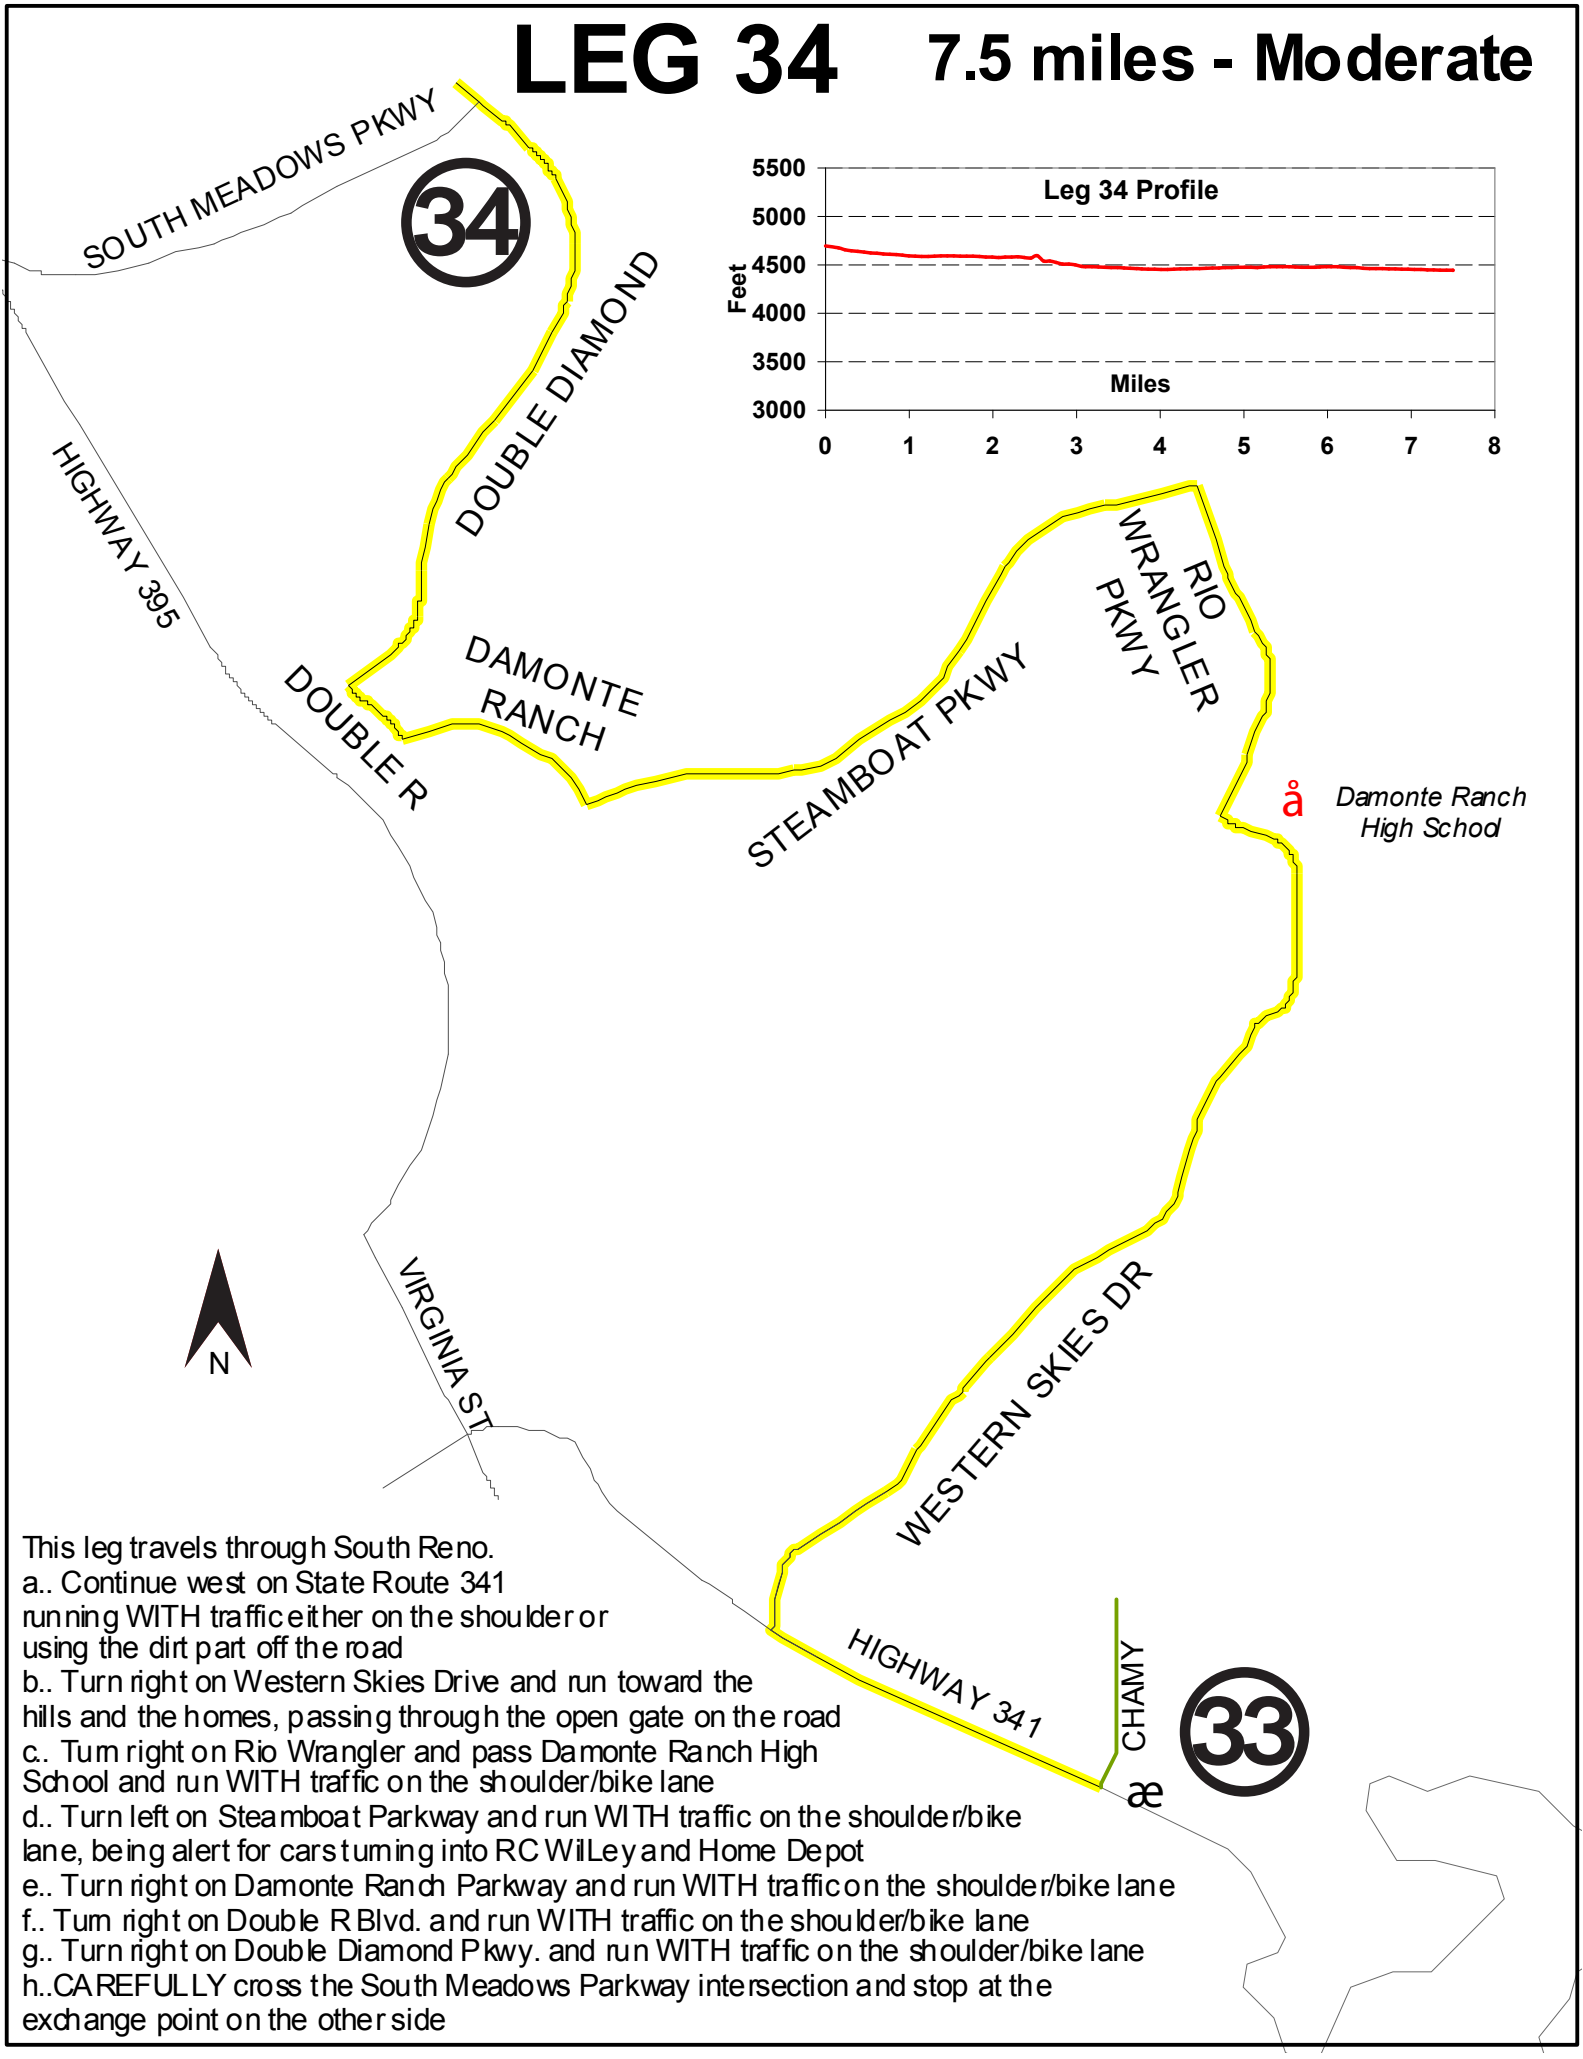 LEG 34 7.5 miles - Moderate
SOUTH MEADOWS PKWY
34
DOUBLE DIAMOND
Leg 34 Profile
Feet
5500
5000
4500
4000
3500
3000
Miles
0 1 2 3 4 5 6 7 8
HIGHWAY 395
DOUBLE R
DAMONTE
RANCH
STEAMBOAT PKWY
RIO
WRANGLER
PKWY
å
Damonte Ranch
High School
VIRGINIA ST
N
WESTERN SKIES DR
HIGHWAY 341
CHAMY
33
æ
This leg travels through South Reno.
a.. Continue west on State Route 341
running WITH traffic either on the shoulder or
using the dirt part off the road
b.. Turn right on Western Skies Drive and run toward the
hills and the homes, passing through the open gate on the road
c.. Turn right on Rio Wrangler and pass Damonte Ranch High
School and run WITH traffic on the shoulder/bike lane
d.. Turn left on Steamboat Parkway and run WITH traffic on the shoulder/bike
lane, being alert for cars turning into RC WilLey and Home Depot
e.. Turn right on Damonte Ranch Parkway and run WITH traffic on the shoulder/bike lane
f.. Turn right on Double R Blvd. and run WITH traffic on the shoulder/bike lane
g.. Turn right on Double Diamond Pkwy. and run WITH traffic on the shoulder/bike lane
h..CAREFULLY cross the South Meadows Parkway intersection and stop at the
exchange point on the other side